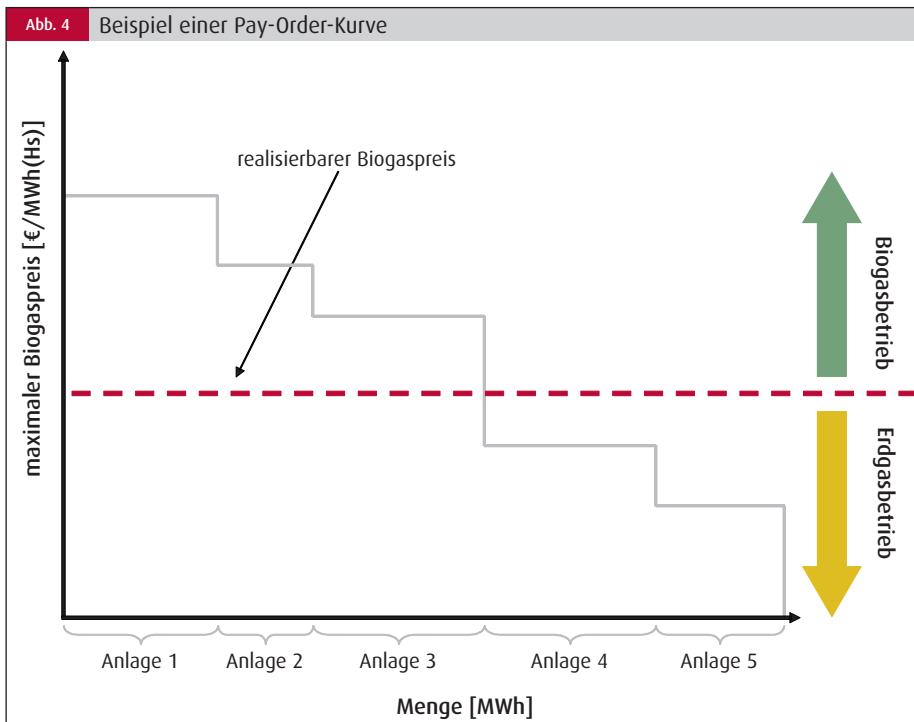 Abb. 4 Beispiel einer Pay-Order-Kurve
maximaler Biogaspreis [€/MWh(Hs)]
realisierbarer Biogaspreis
Biogasbetrieb
Erdgasbetrieb
Anlage 1 Anlage 2 Anlage 3 Anlage 4 Anlage 5
Menge [MWh]